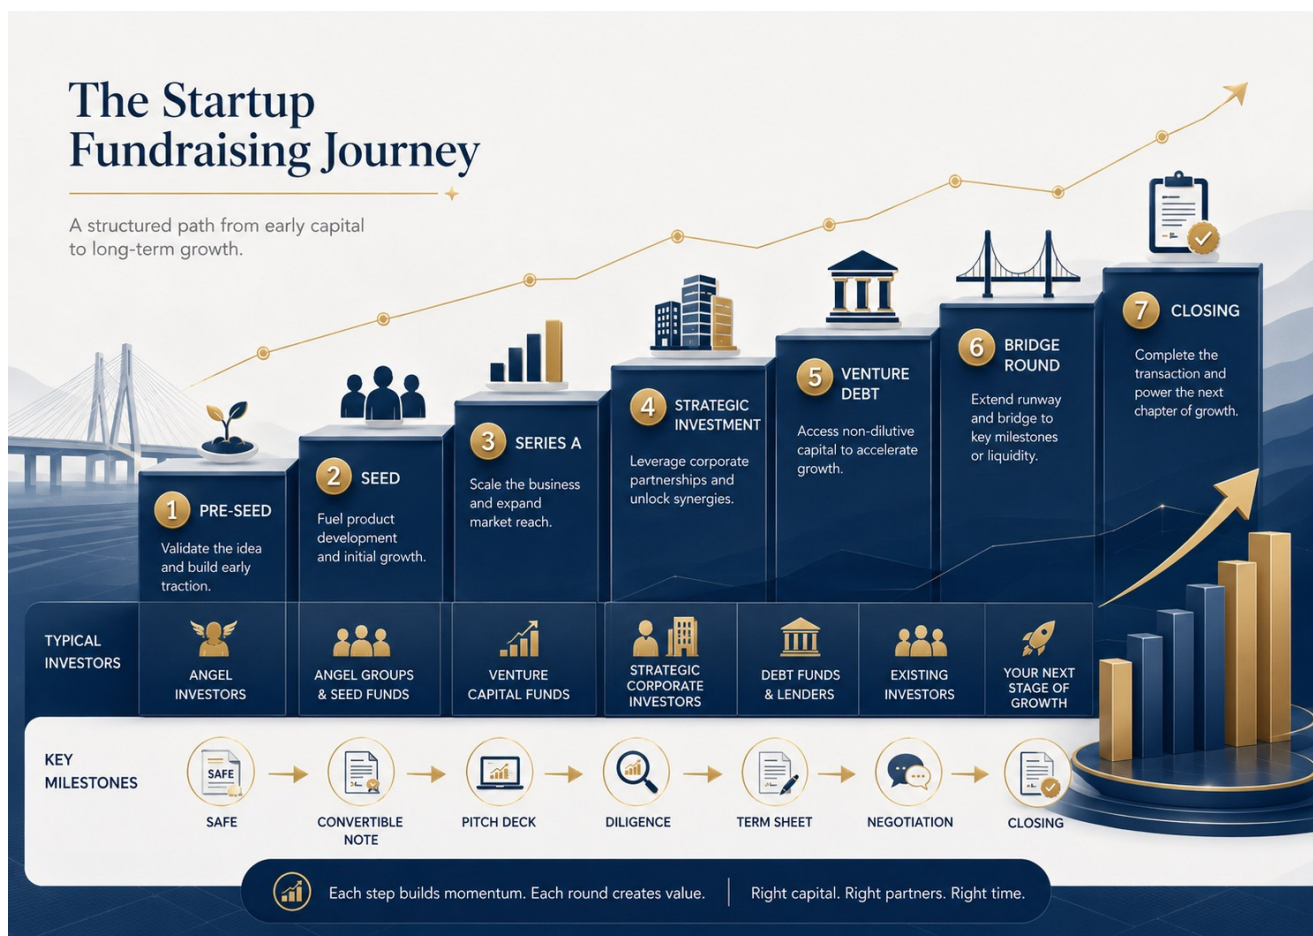 The Startup
Fundraising Journey
A structured path from early capital
to long-term growth.
1 PRE-SEED
Validate the idea
and build early
traction.
2 SEED
Fuel product
development
and initial growth.
3 SERIES A
Scale the business
and expand
market reach.
4 STRATEGIC
INVESTMENT
Leverage corporate
partnerships and
unlock synergies.
5 VENTURE
DEBT
Access non-dilutive
capital to accelerate
growth.
6 BRIDGE
ROUND
Extend runway
and bridge to
key milestones
or liquidity.
7 CLOSING
Complete the
transaction and
power the next
chapter of growth.
TYPICAL
INVESTORS
ANGEL
INVESTORS
ANGEL GROUPS
& SEED FUNDS
VENTURE
CAPITAL FUNDS
STRATEGIC
CORPORATE
INVESTORS
DEBT FUNDS
& LENDERS
EXISTING
INVESTORS
YOUR NEXT
STAGE OF
GROWTH
KEY
MILESTONES
SAFE
SAFE
CONVERTIBLE
NOTE
PITCH DECK
DILIGENCE
TERM SHEET
NEGOTIATION
CLOSING
Each step builds momentum. Each round creates value.
Right capital. Right partners. Right time.